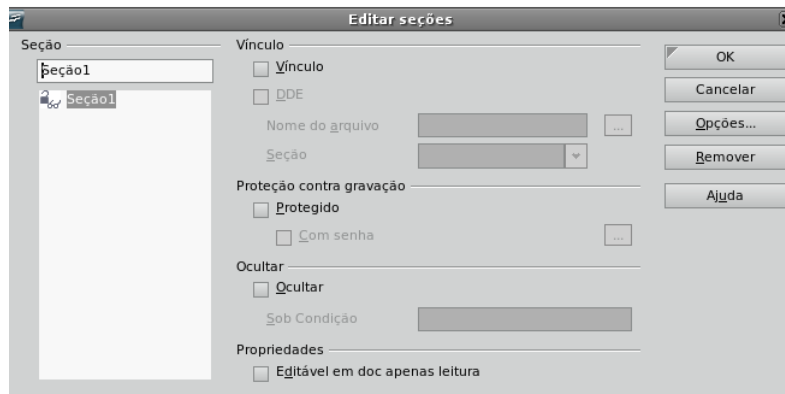 Editar seções
Seção
Seção1
Seção1
Vínculo
Vínculo
DDE
Nome do arquivo
...
Seção
Proteção contra gravação
Protegido
Com senha
...
Ocultar
Ocultar
Sob Condição
Propriedades
Editável em doc apenas leitura
OK
Cancelar
Opções...
Remover
Ajuda